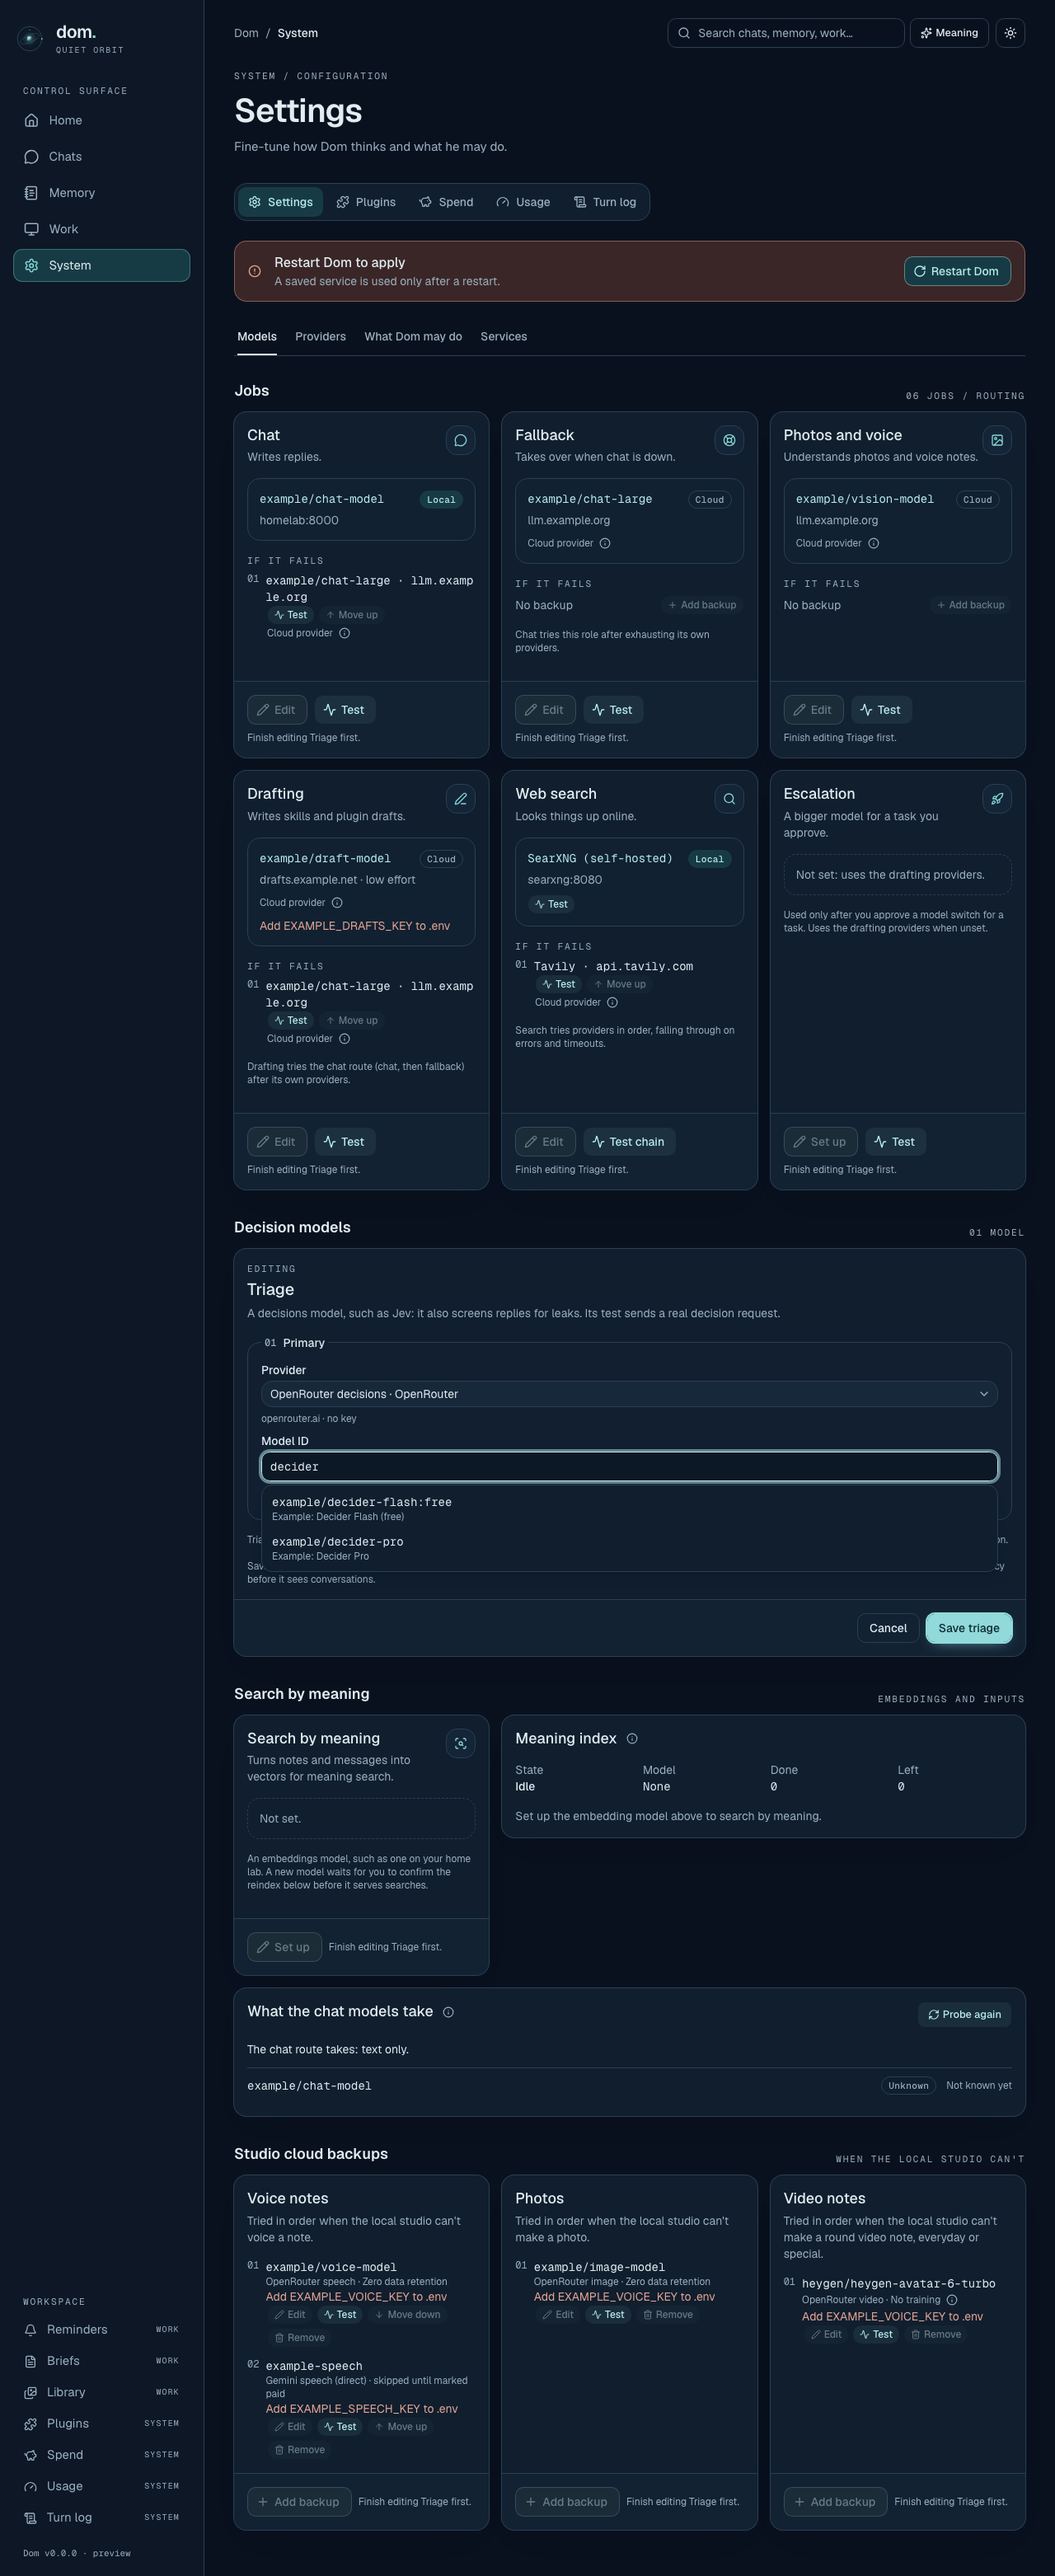 dom.
QUIET ORBIT
CONTROL SURFACE
Home
Chats
Memory
Work
System
Dom / System
Search chats, memory, work...
Meaning
SYSTEM / CONFIGURATION
Settings
Fine-tune how Dom thinks and what he may do.
Settings
Plugins
Spend
Usage
Turn log
Restart Dom to apply
A saved service is used only after a restart.
Restart Dom
Models
Providers
What Dom may do
Services
Jobs
06 JOBS / ROUTING
Chat
Writes replies.
example/chat-model
Local
homelab:8000
IF IT FAILS
01 example/chat-large · llm.examp
le.org
Test
Move up
Cloud provider
Edit
Test
Finish editing Triage first.
Fallback
Takes over when chat is down.
example/chat-large
Cloud
llm.example.org
Cloud provider
IF IT FAILS
No backup
+ Add backup
Chat tries this role after exhausting its own
providers.
Edit
Test
Finish editing Triage first.
Photos and voice
Understands photos and voice notes.
example/vision-model
Cloud
llm.example.org
Cloud provider
IF IT FAILS
No backup
+ Add backup
Edit
Test
Finish editing Triage first.
Drafting
Writes skills and plugin drafts.
example/draft-model
Cloud
drafts.example.net · low effort
Cloud provider
Add EXAMPLE_DRAFTS_KEY to .env
IF IT FAILS
01 example/chat-large · llm.examp
le.org
Test
Move up
Cloud provider
Drafting tries the chat route (chat, then fallback)
after its own providers.
Edit
Test
Finish editing Triage first.
Web search
Looks things up online.
SearXNG (self-hosted)
Local
searxng:8080
Test
IF IT FAILS
01 Tavily · api.tavily.com
Test
Move up
Cloud provider
Search tries providers in order, falling through on
errors and timeouts.
Edit
Test chain
Finish editing Triage first.
Escalation
A bigger model for a task you
approve.
Not set: uses the drafting providers.
Used only after you approve a model switch for a
task. Uses the drafting providers when unset.
Set up
Test
Finish editing Triage first.
Decision models
01 MODEL
EDITING
Triage
A decisions model, such as Jev: it also screens replies for leaks. Its test sends a real decision request.
01 Primary
Provider
OpenRouter decisions · OpenRouter
openrouter.ai · no key
Model ID
decider
example/decider-flash:free
Example: Decider Flash (free)
example/decider-pro
Example: Decider Pro
before it sees conversations.
Cancel
Save triage
Search by meaning
EMBEDDINGS AND INPUTS
Search by meaning
Turns notes and messages into
vectors for meaning search.
Not set.
An embeddings model, such as one on your home
lab. A new model waits for you to confirm the
reindex below before it serves searches.
Set up
Finish editing Triage first.
Meaning index
State
Model
Done
Left
Idle
None
0
0
Set up the embedding model above to search by meaning.
What the chat models take
Probe again
The chat route takes: text only.
example/chat-model
Unknown
Not known yet
Studio cloud backups
WHEN THE LOCAL STUDIO CAN'T
Voice notes
Tried in order when the local studio can't
voice a note.
01 example/voice-model
OpenRouter speech · Zero data retention
Add EXAMPLE_VOICE_KEY to .env
Edit
Test
Move down
Remove
02 example-speech
Gemini speech (direct) · skipped until marked
paid
Add EXAMPLE_SPEECH_KEY to .env
Edit
Test
Move up
Remove
+ Add backup
Finish editing Triage first.
Photos
Tried in order when the local studio can't
make a photo.
01 example/image-model
OpenRouter image · Zero data retention
Add EXAMPLE_VOICE_KEY to .env
Edit
Test
Remove
+ Add backup
Finish editing Triage first.
Video notes
Tried in order when the local studio can't
make a round video note, everyday or
special.
01 heygen/heygen-avatar-6-turbo
OpenRouter video · No training
Add EXAMPLE_VOICE_KEY to .env
Edit
Test
Remove
+ Add backup
Finish editing Triage first.
WORKSPACE
Reminders WORK
Briefs WORK
Library WORK
Plugins SYSTEM
Spend SYSTEM
Usage SYSTEM
Turn log SYSTEM
Dom v0.0.0 · preview